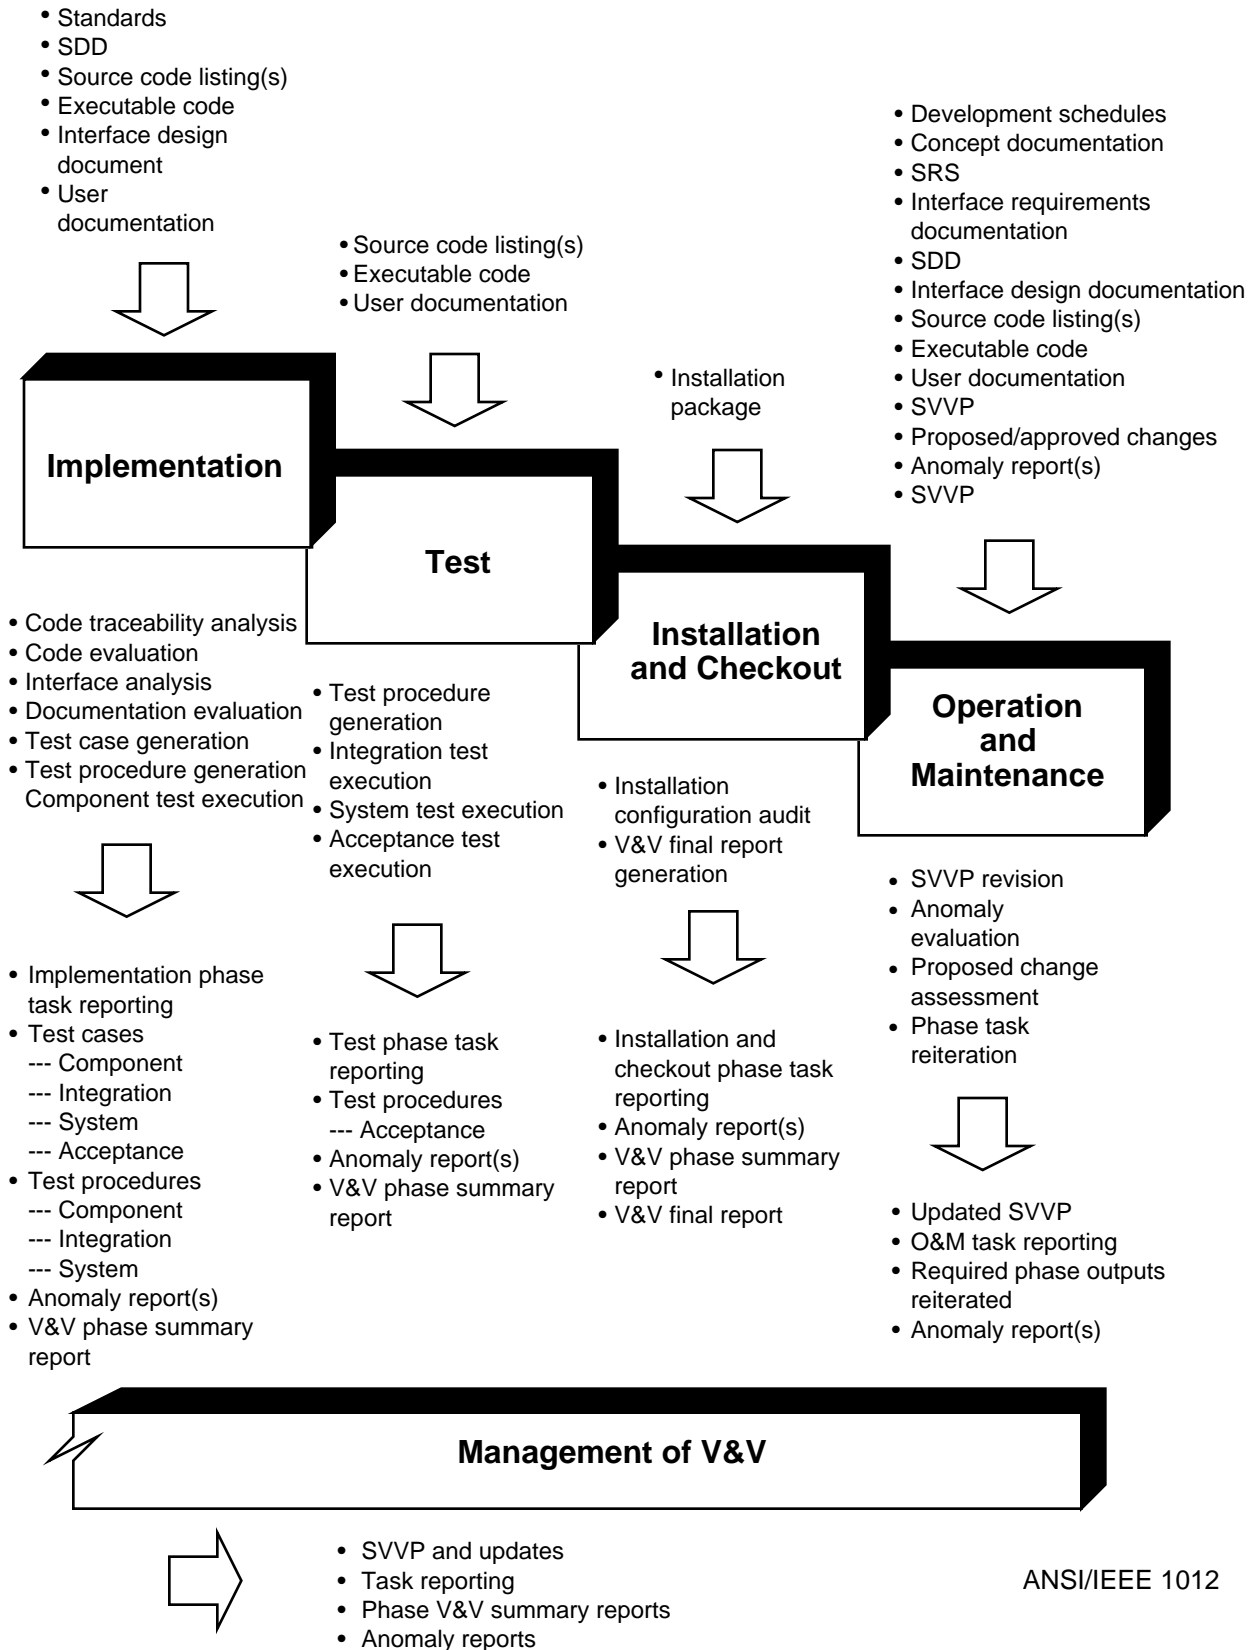 • Standards
• SDD
• Source code listing(s)
• Executable code
• Interface design
document
• User
documentation
• Source code listing(s)
• Executable code
• User documentation
• Installation
package
• Development schedules
• Concept documentation
• SRS
• Interface requirements
documentation
• SDD
• Interface design documentation
• Source code listing(s)
• Executable code
• User documentation
• SVVP
• Proposed/approved changes
• Anomaly report(s)
• SVVP
Implementation
Test
Installation
and Checkout
Operation
and
Maintenance
• Code traceability analysis
• Code evaluation
• Interface analysis
• Documentation evaluation
• Test case generation
• Test procedure generation
Component test execution
• Test procedure
generation
• Integration test
execution
• System test execution
• Acceptance test
execution
• Installation
configuration audit
• V&V final report
generation
• SVVP revision
• Anomaly
evaluation
• Proposed change
assessment
• Phase task
reiteration
• Implementation phase
task reporting
• Test cases
--- Component
--- Integration
--- System
--- Acceptance
• Test procedures
--- Component
--- Integration
--- System
• Anomaly report(s)
• V&V phase summary
report
• Test phase task
reporting
• Test procedures
--- Acceptance
• Anomaly report(s)
• V&V phase summary
report
• Installation and
checkout phase task
reporting
• Anomaly report(s)
• V&V phase summary
report
• V&V final report
• Updated SVVP
• O&M task reporting
• Required phase outputs
reiterated
• Anomaly report(s)
Management of V&V
• SVVP and updates
• Task reporting
• Phase V&V summary reports
• Anomaly reports
ANSI/IEEE 1012